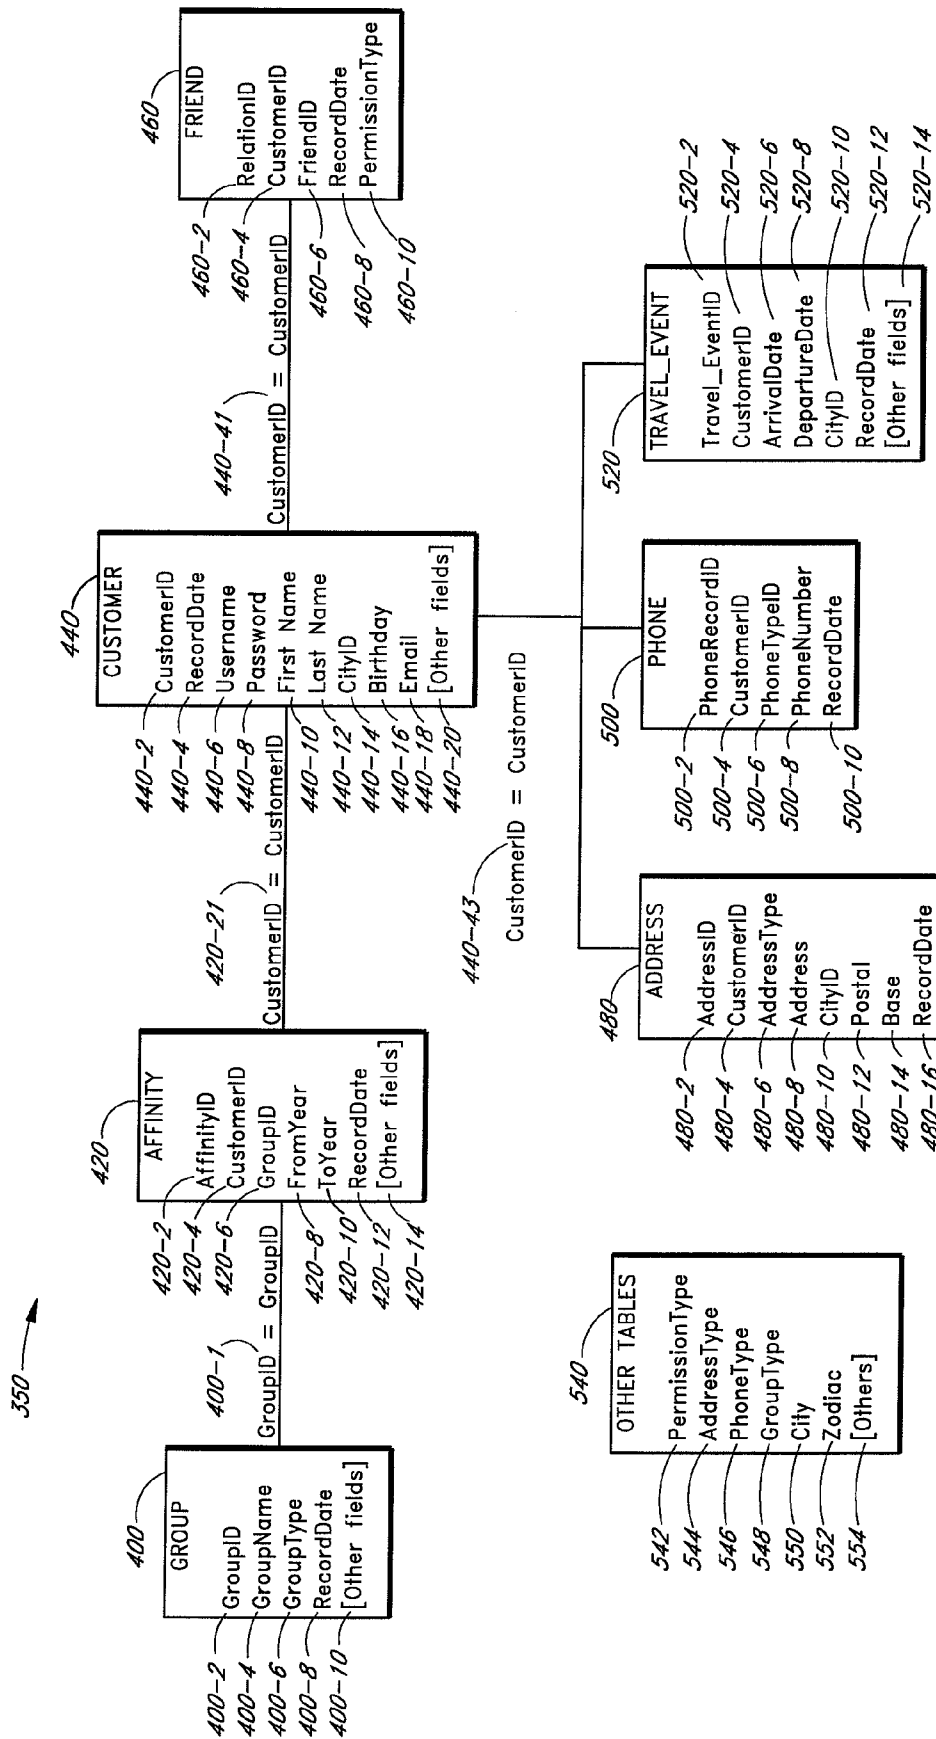 350
400
GROUP
400-2 GroupID
400-4 GroupName
400-6 GroupType
400-8 RecordDate
400-10 [Other fields]
400-1
GroupID = GroupID
420
AFFINITY
420-2 AffinityID
420-4 CustomerID
420-6 GroupID
420-8 FromYear
420-10 ToYear
420-12 RecordDate
420-14 [Other fields]
420-21
CustomerID = CustomerID
440
CUSTOMER
440-2 CustomerID
440-4 RecordDate
440-6 Username
440-8 Password
440-10 First Name
440-12 Last Name
440-14 CityID
440-16 Birthday
440-18 Email
440-20 [Other fields]
440-41
CustomerID = CustomerID
460
FRIEND
460-2 RelationID
460-4 CustomerID
460-6 FriendID
460-8 RecordDate
460-10 PermissionType
440-43
CustomerID = CustomerID
540
OTHER TABLES
542 PermissionType
544 AddressType
546 PhoneType
548 GroupType
550 City
552 Zodiac
554 [Others]
480
ADDRESS
480-2 AddressID
480-4 CustomerID
480-6 AddressType
480-8 Address
480-10 CityID
480-12 Postal
480-14 Base
480-16 RecordDate
500
PHONE
500-2 PhoneRecordID
500-4 CustomerID
500-6 PhoneTypeID
500-8 PhoneNumber
500-10 RecordDate
520
TRAVEL_EVENT
Travel_EventID 520-2
CustomerID 520-4
ArrivalDate 520-6
DepartureDate 520-8
CityID 520-10
RecordDate 520-12
[Other fields] 520-14